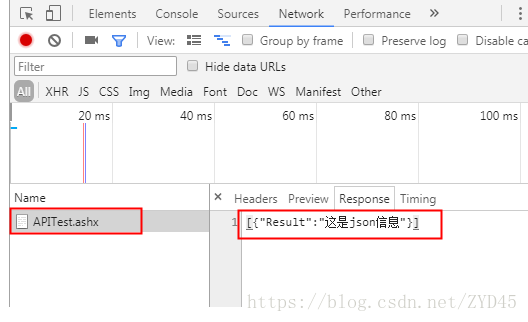 Elements Console Sources Network Performance »
View: Group by frame Preserve log Disable ca
Filter Hide data URLs
All XHR JS CSS Img Media Font Doc WS Manifest Other
20 ms 40 ms 60 ms 80 ms 100 ms
Name × Headers Preview Response Timing
APITest.ashx 1 [{"Result":"这是json信息"}]
https://blog.csdn.net/ZYD45